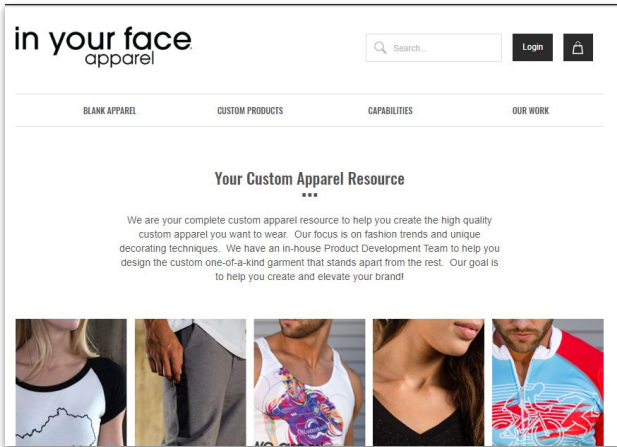 in your face
apparel
Search...
Login
BLANK APPAREL
CUSTOM PRODUCTS
CAPABILITIES
OUR WORK
Your Custom Apparel Resource
We are your complete custom apparel resource to help you create the high quality
custom apparel you want to wear. Our focus is on fashion trends and unique
decorating techniques. We have an in-house Product Development Team to help you
design the custom one-of-a-kind garment that stands apart from the rest. Our goal is
to help you create and elevate your brand!